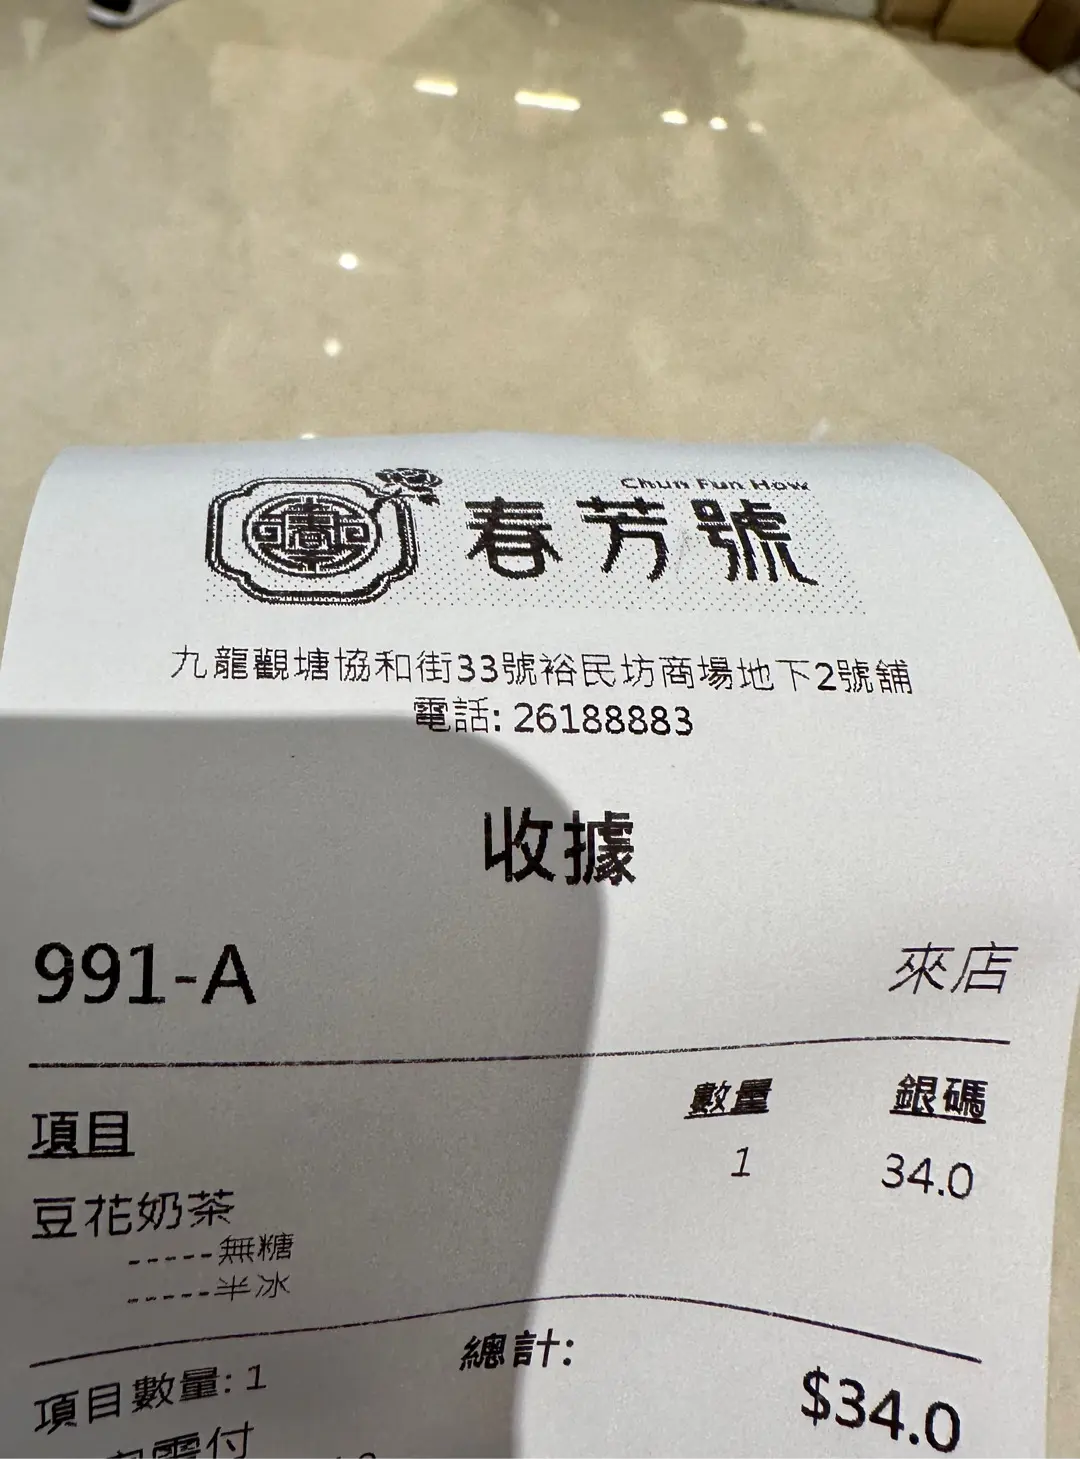 Chun Fun How
春芳號
九龍觀塘協和街33號裕民坊商場地下2號舖
電話: 26188883
收據
991-A
來店
項目 數量 銀碼
豆花奶茶 1 34.0
-----無糖
-----半冰
項目數量: 1 總計: $34.0